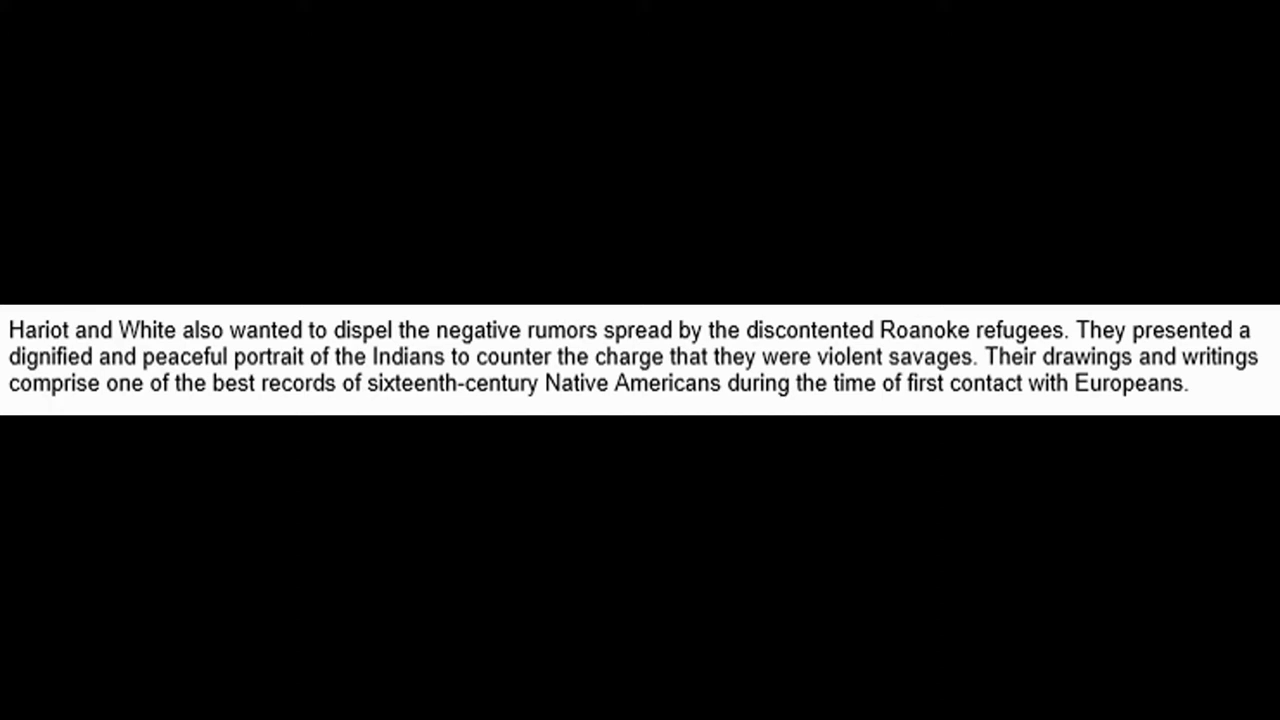 Hariot and White also wanted to dispel the negative rumors spread by the discontented Roanoke refugees. They presented a
dignified and peaceful portrait of the Indians to counter the charge that they were violent savages. Their drawings and writings
comprise one of the best records of sixteenth-century Native Americans during the time of first contact with Europeans.